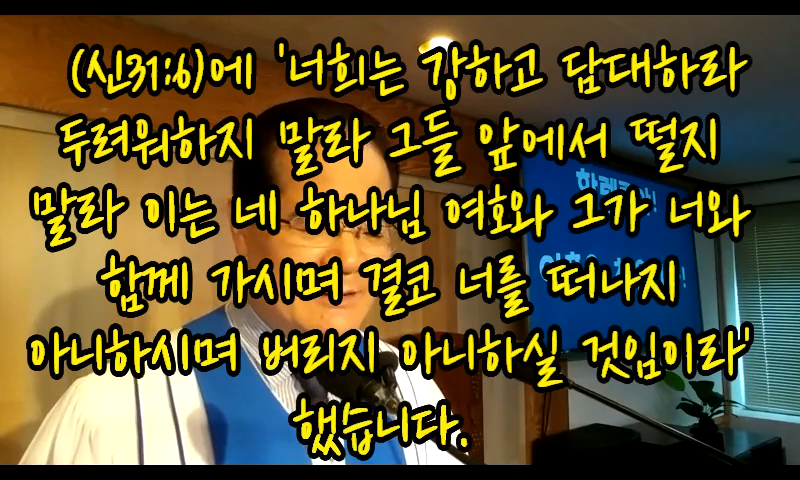 (신31:6)에 '너희는 강하고 담대하라
두려워하지 말라 그들 앞에서 떨지
말라 이는 네 하나님 여호와 그가 너와
함께 가시며 결코 너를 떠나지
아니하시며 버리지 아니하실 것임이라'
했습니다.